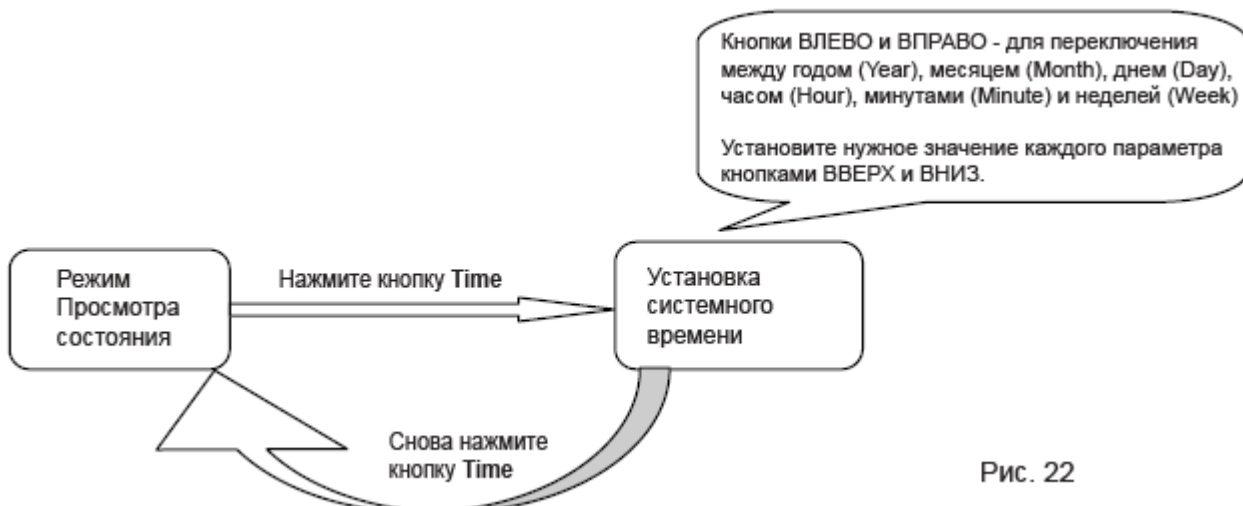 Кнопки ВЛЕВО и ВПРАВО - для переключения
между годом (Year), месяцем (Month), днем (Day),
часом (Hour), минутами (Minute) и неделей (Week)
Установите нужное значение каждого параметра
кнопками ВВЕРХ и ВНИЗ.
Режим
Просмотра
состояния
Нажмите кнопку Time
Установка
системного
времени
Снова нажмите
кнопку Time
Рис. 22